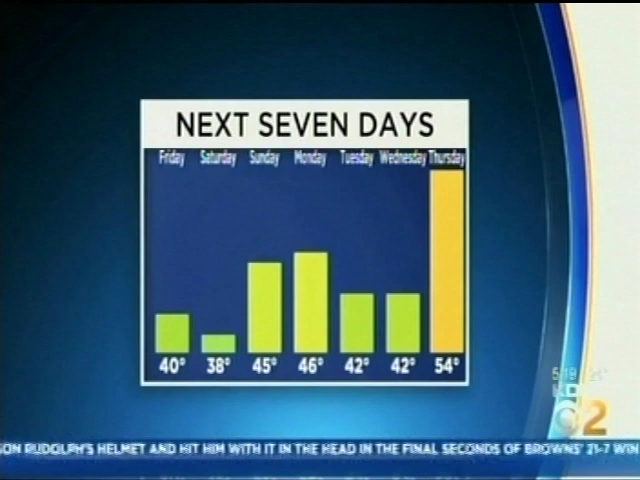 NEXT SEVEN DAYS
Friday Saturday Sunday Monday Tuesday Wednesday Thursday
40° 38° 45° 46° 42° 42° 54°
5:19
2
ON RUDOLPH'S HELMET AND HIT HIM WITH IT IN THE HEAD IN THE FINAL SECONDS OF BROWNS' 21-7 WIN